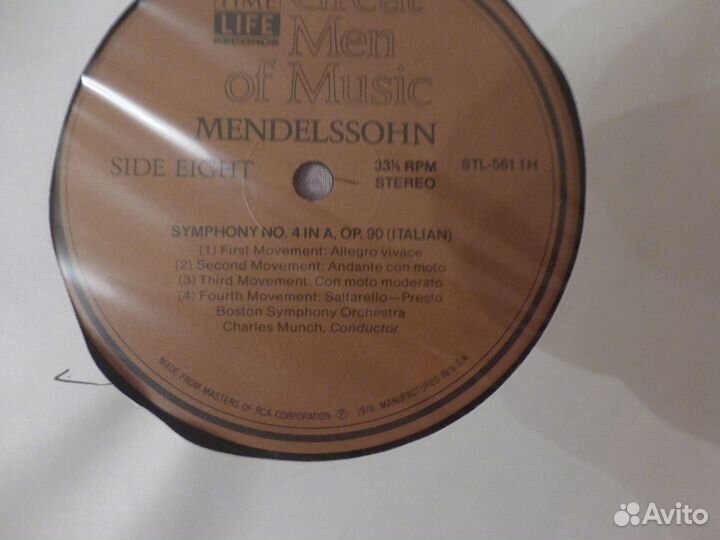 TIME
LIFE
RECORDS
Great
Men
of Music
MENDELSSOHN
SIDE EIGHT
33⅓ RPM
STEREO
STL-561 1H
SYMPHONY NO. 4 IN A, OP. 90 (ITALIAN)
(1) First Movement: Allegro vivace
(2) Second Movement: Andante con moto
(3) Third Movement: Con moto moderato
(4) Fourth Movement: Saltarello—Presto
Boston Symphony Orchestra
Charles Munch, Conductor
MADE FROM MASTERS OF RCA CORPORATION ℗ 1978 MANUFACTURED IN U.S.A
Avito